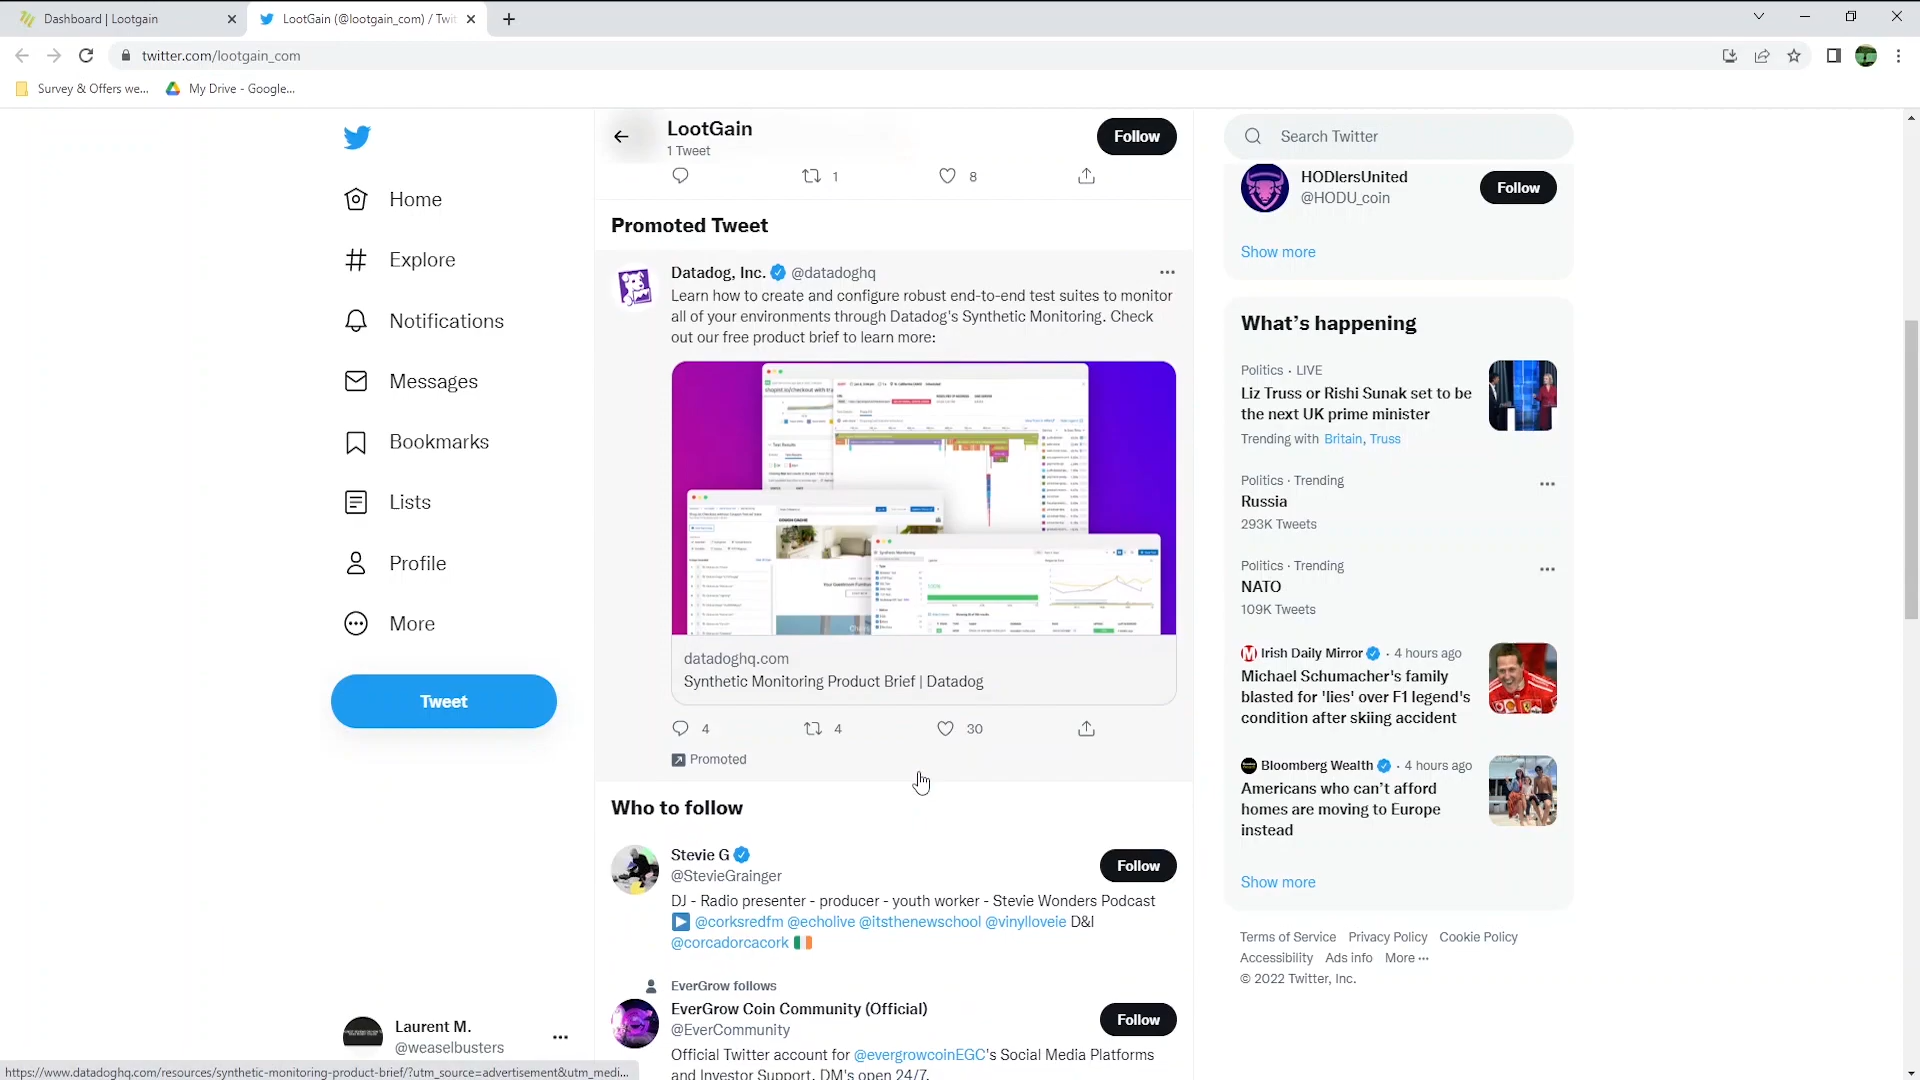 Dashboard | Lootgain
LootGain (@lootgain_com) / Twit
twitter.com/lootgain_com
Survey & Offers we...
My Drive - Google...
LootGain
1 Tweet
Follow
1
8
Home
Explore
Notifications
Messages
Bookmarks
Lists
Profile
More
Tweet
Laurent M.
@weaselbusters
Promoted Tweet
Datadog, Inc. @datadoghq
Learn how to create and configure robust end-to-end test suites to monitor
all of your environments through Datadog's Synthetic Monitoring. Check
out our free product brief to learn more:
datadoghq.com
Synthetic Monitoring Product Brief | Datadog
4
4
30
Promoted
Who to follow
Stevie G
@StevieGrainger
Follow
DJ - Radio presenter - producer - youth worker - Stevie Wonders Podcast
@corksredfm @echolive @itsthenewschool @vinylloveie D&I
@corcadorcacork
EverGrow follows
EverGrow Coin Community (Official)
@EverCommunity
Follow
Official Twitter account for @evergrowcoinEGC's Social Media Platforms
and Investor Support. DM's open 24/7.
Search Twitter
HODlersUnited
@HODU_coin
Follow
Show more
What's happening
Politics · LIVE
Liz Truss or Rishi Sunak set to be
the next UK prime minister
Trending with Britain, Truss
Politics · Trending
Russia
293K Tweets
Politics · Trending
NATO
109K Tweets
Irish Daily Mirror · 4 hours ago
Michael Schumacher's family
blasted for 'lies' over F1 legend's
condition after skiing accident
Bloomberg Wealth · 4 hours ago
Americans who can't afford
homes are moving to Europe
instead
Show more
Terms of Service Privacy Policy Cookie Policy
Accessibility Ads info More ···
© 2022 Twitter, Inc.
https://www.datadoghq.com/resources/synthetic-monitoring-product-brief/?utm_source=advertisement&utm_medi...